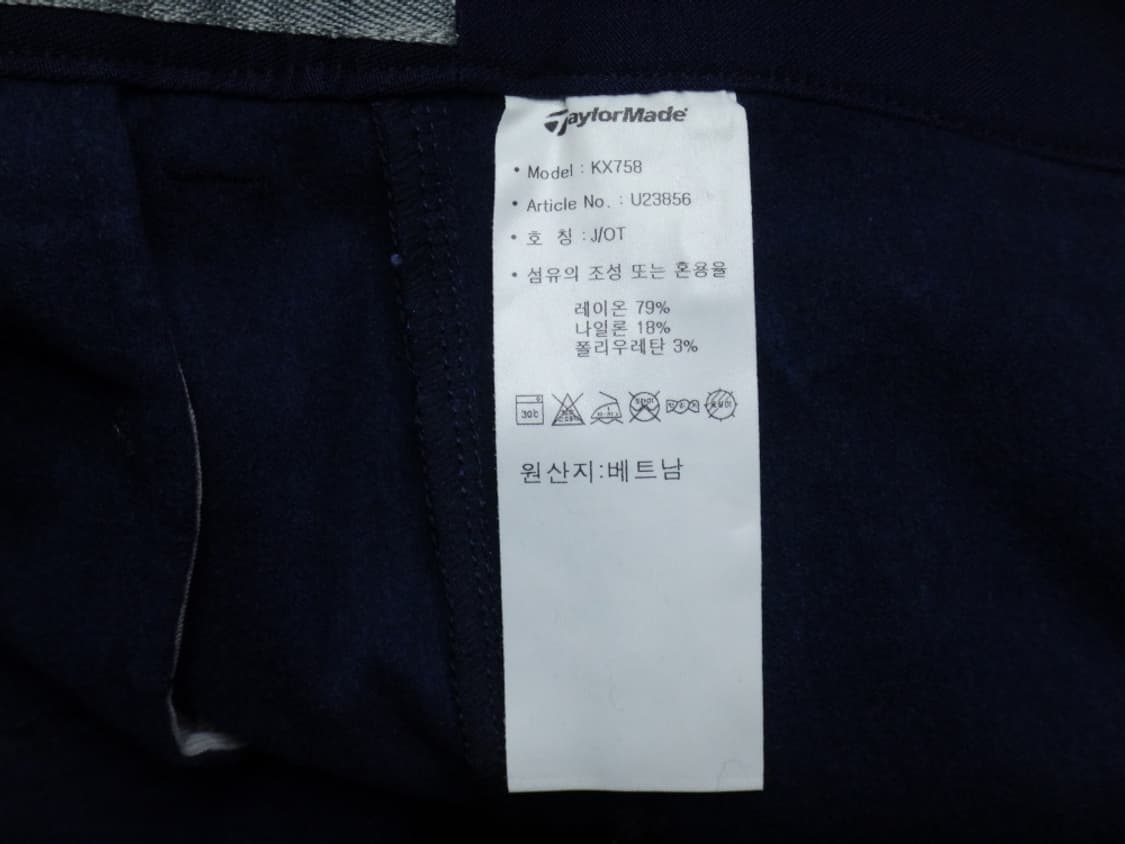 TaylorMade
• Model : KX758
• Article No. : U23856
• 호 칭 : J/OT
• 섬유의 조성 또는 혼용율
레이온 79%
나일론 18%
폴리우레탄 3%
30℃
원산지:베트남